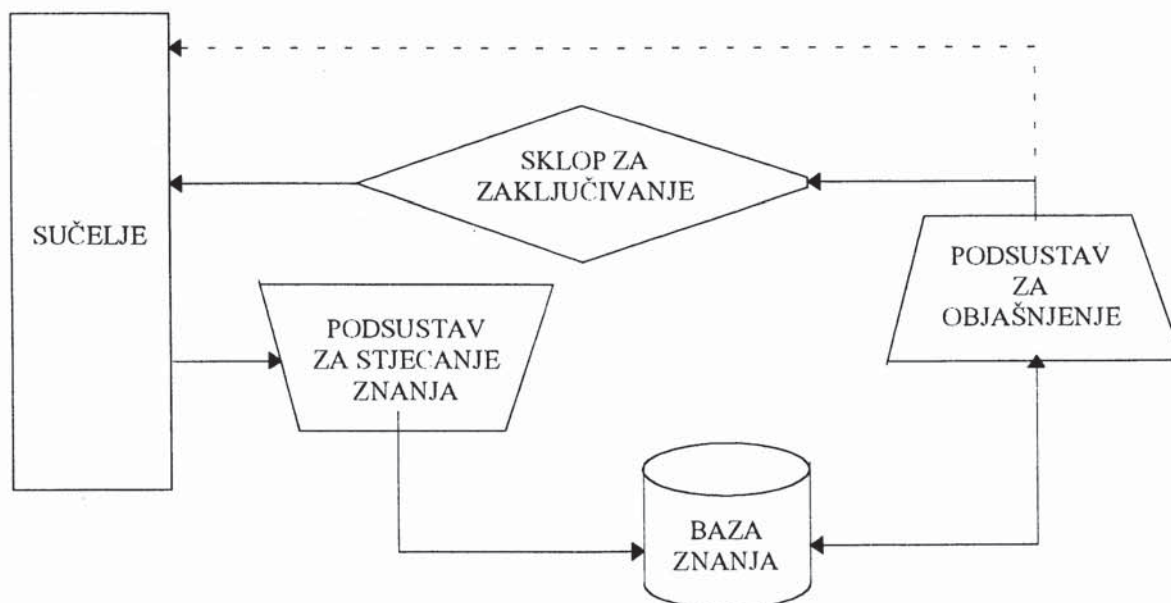 SKLOP ZA
ZAKLJUČIVANJE
SUČELJE
PODSUSTAV
ZA
OBJAŠNJENJE
PODSUSTAV
ZA STJECANJE
ZNANJA
BAZA
ZNANJA